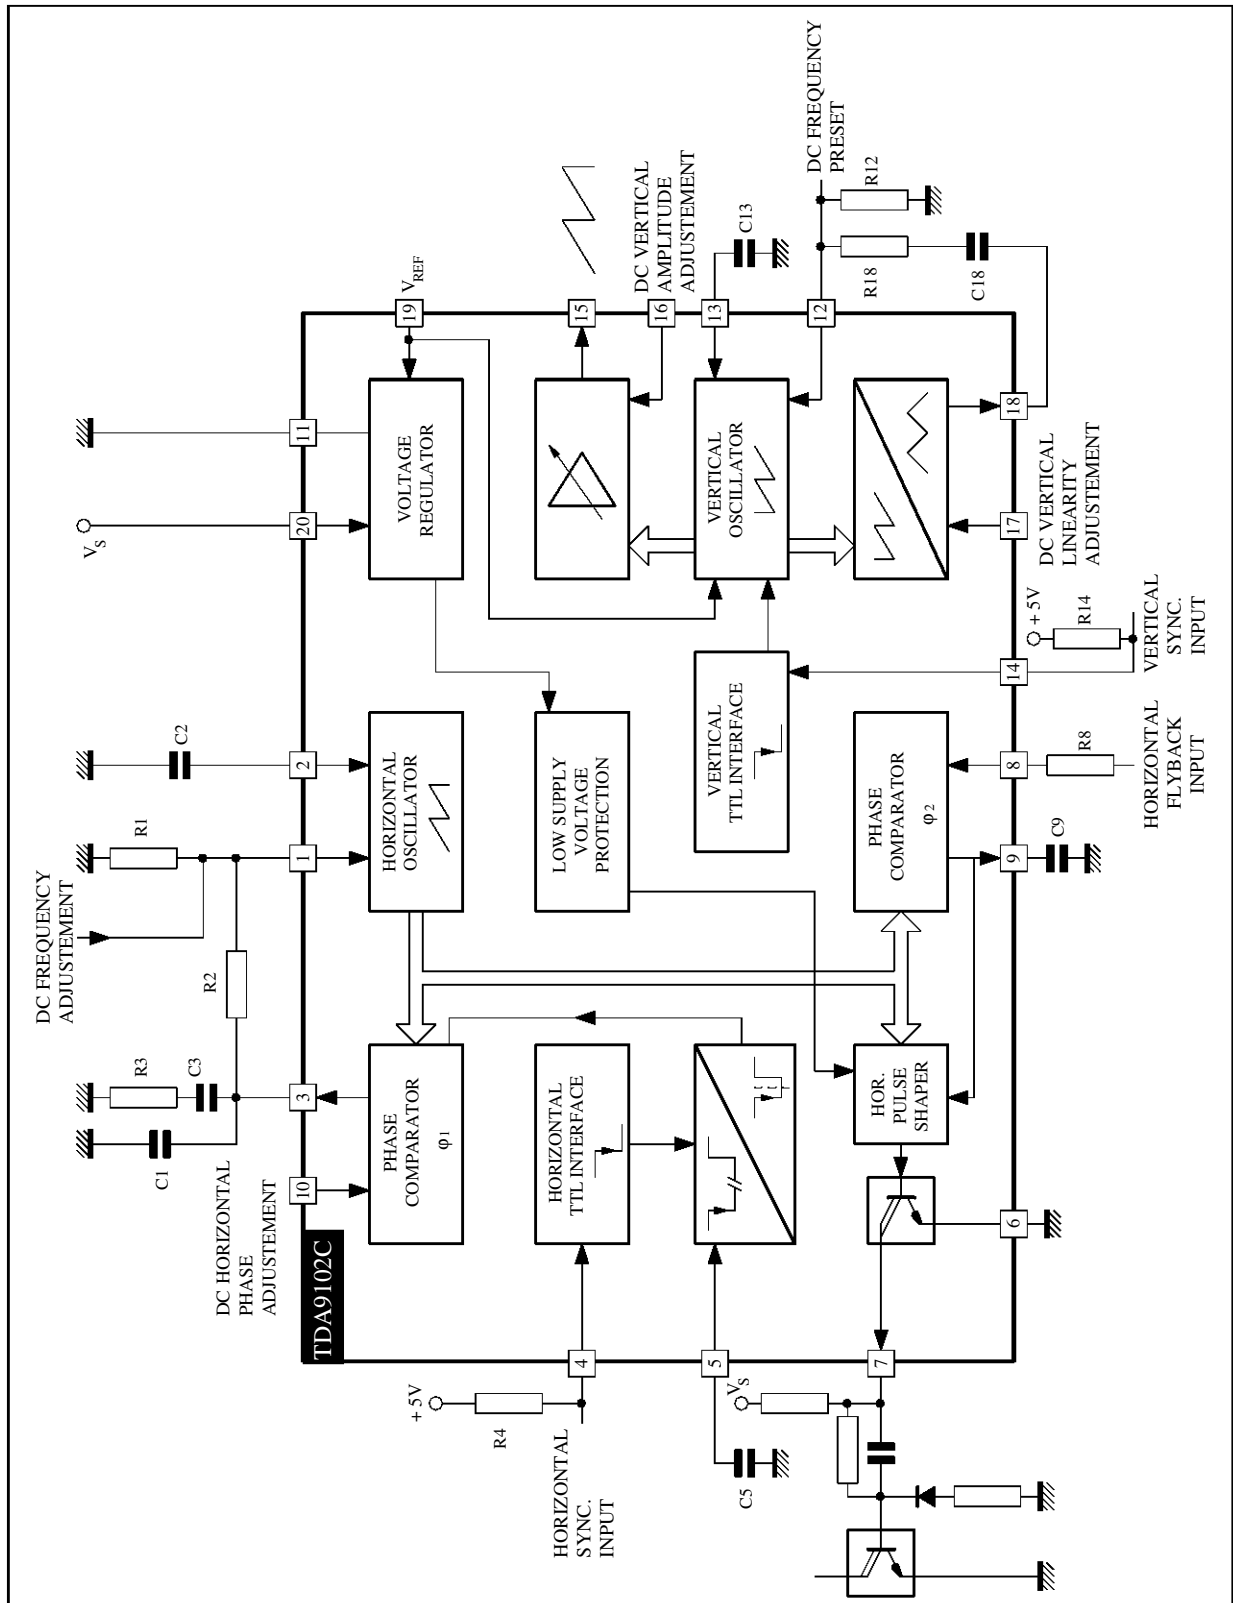 TDA9102C
DC HORIZONTAL
PHASE
ADJUSTEMENT
DC FREQUENCY
ADJUSTEMENT
C1
R3
C3
R2
R1
C2
V_S
10
3
1
2
20
11
PHASE
COMPARATOR
φ1
HORIZONTAL
OSCILLATOR
VOLTAGE
REGULATOR
19
V_REF
+ 5V
R4
HORIZONTAL
SYNC.
INPUT
4
HORIZONTAL
TTL INTERFACE
LOW SUPPLY
VOLTAGE
PROTECTION
15
16
DC VERTICAL
AMPLITUDE
ADJUSTEMENT
C5
5
VERTICAL
TTL INTERFACE
VERTICAL
OSCILLATOR
13
C13
V_S
7
HOR.
PULSE
SHAPER
PHASE
COMPARATOR
φ2
12
DC FREQUENCY
PRESET
R12
R18
C18
6
9
8
14
17
18
C9
R8
HORIZONTAL
FLYBACK
INPUT
+ 5V
R14
VERTICAL
SYNC.
INPUT
DC VERTICAL
LINEARITY
ADJUSTEMENT